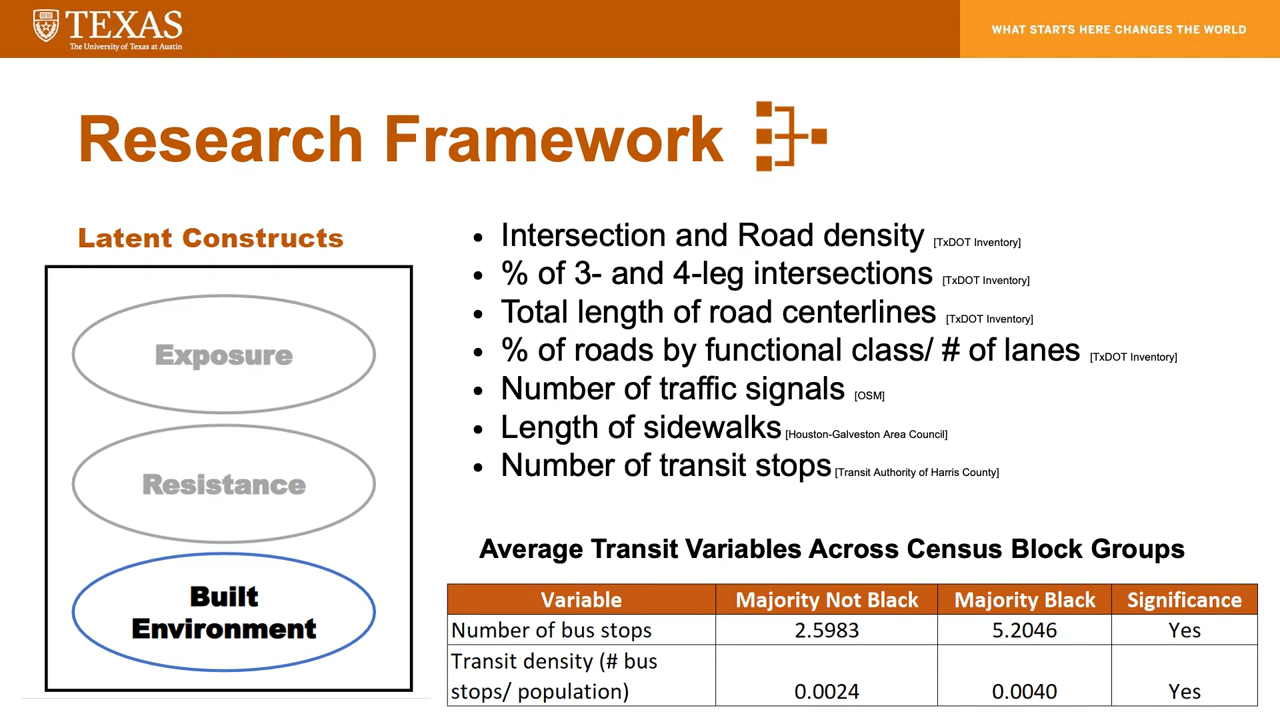 TEXAS
The University of Texas at Austin
WHAT STARTS HERE CHANGES THE WORLD
Research Framework
Latent Constructs
Exposure
Resistance
Built
Environment
• Intersection and Road density [TxDOT Inventory]
• % of 3- and 4-leg intersections [TxDOT Inventory]
• Total length of road centerlines [TxDOT Inventory]
• % of roads by functional class/ # of lanes [TxDOT Inventory]
• Number of traffic signals [OSM]
• Length of sidewalks [Houston-Galveston Area Council]
• Number of transit stops [Transit Authority of Harris County]
Average Transit Variables Across Census Block Groups
Variable Majority Not Black Majority Black Significance
Number of bus stops 2.5983 5.2046 Yes
Transit density (# bus
stops/ population) 0.0024 0.0040 Yes